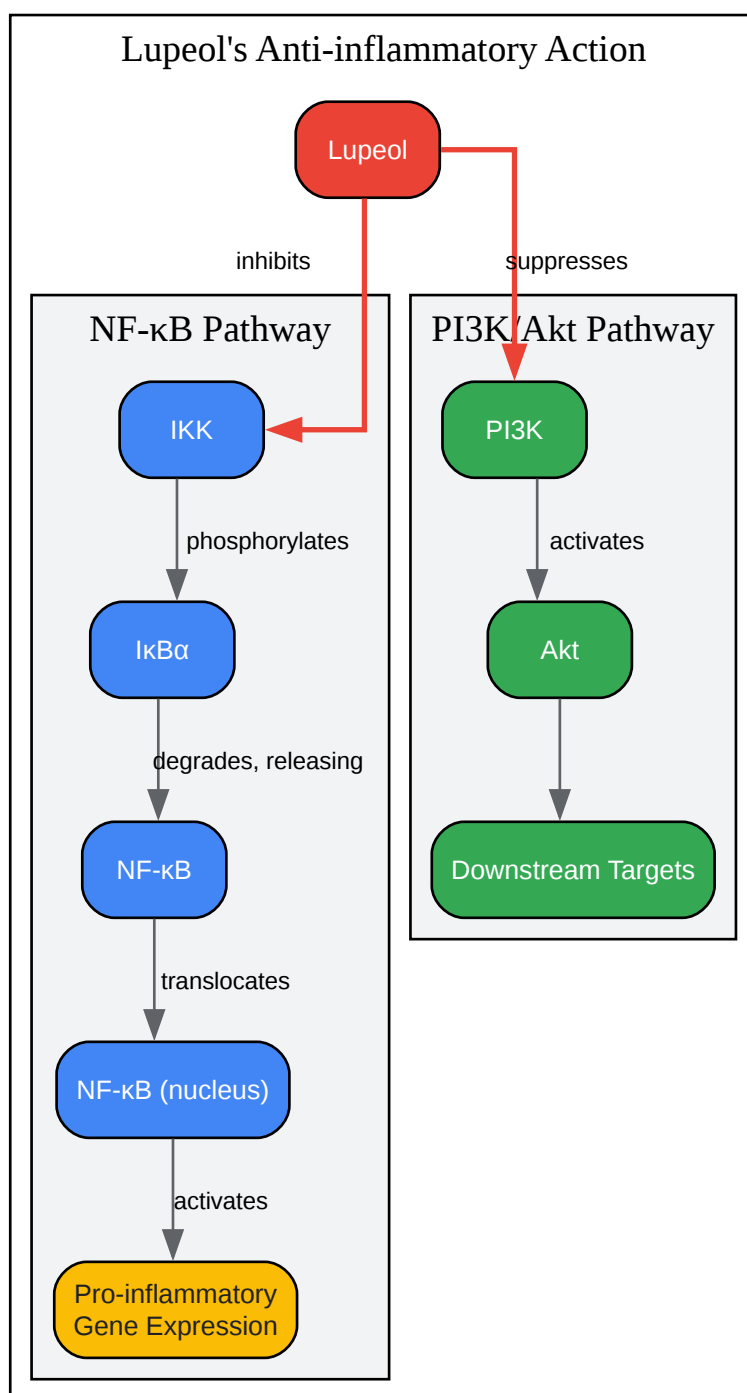 Lupeol's Anti-inflammatory Action
Lupeol
inhibits
suppresses
NF-κB Pathway
IKK
phosphorylates
IκBα
degrades, releasing
NF-κB
translocates
NF-κB (nucleus)
activates
Pro-inflammatory
Gene Expression
PI3K/Akt Pathway
PI3K
activates
Akt
Downstream Targets